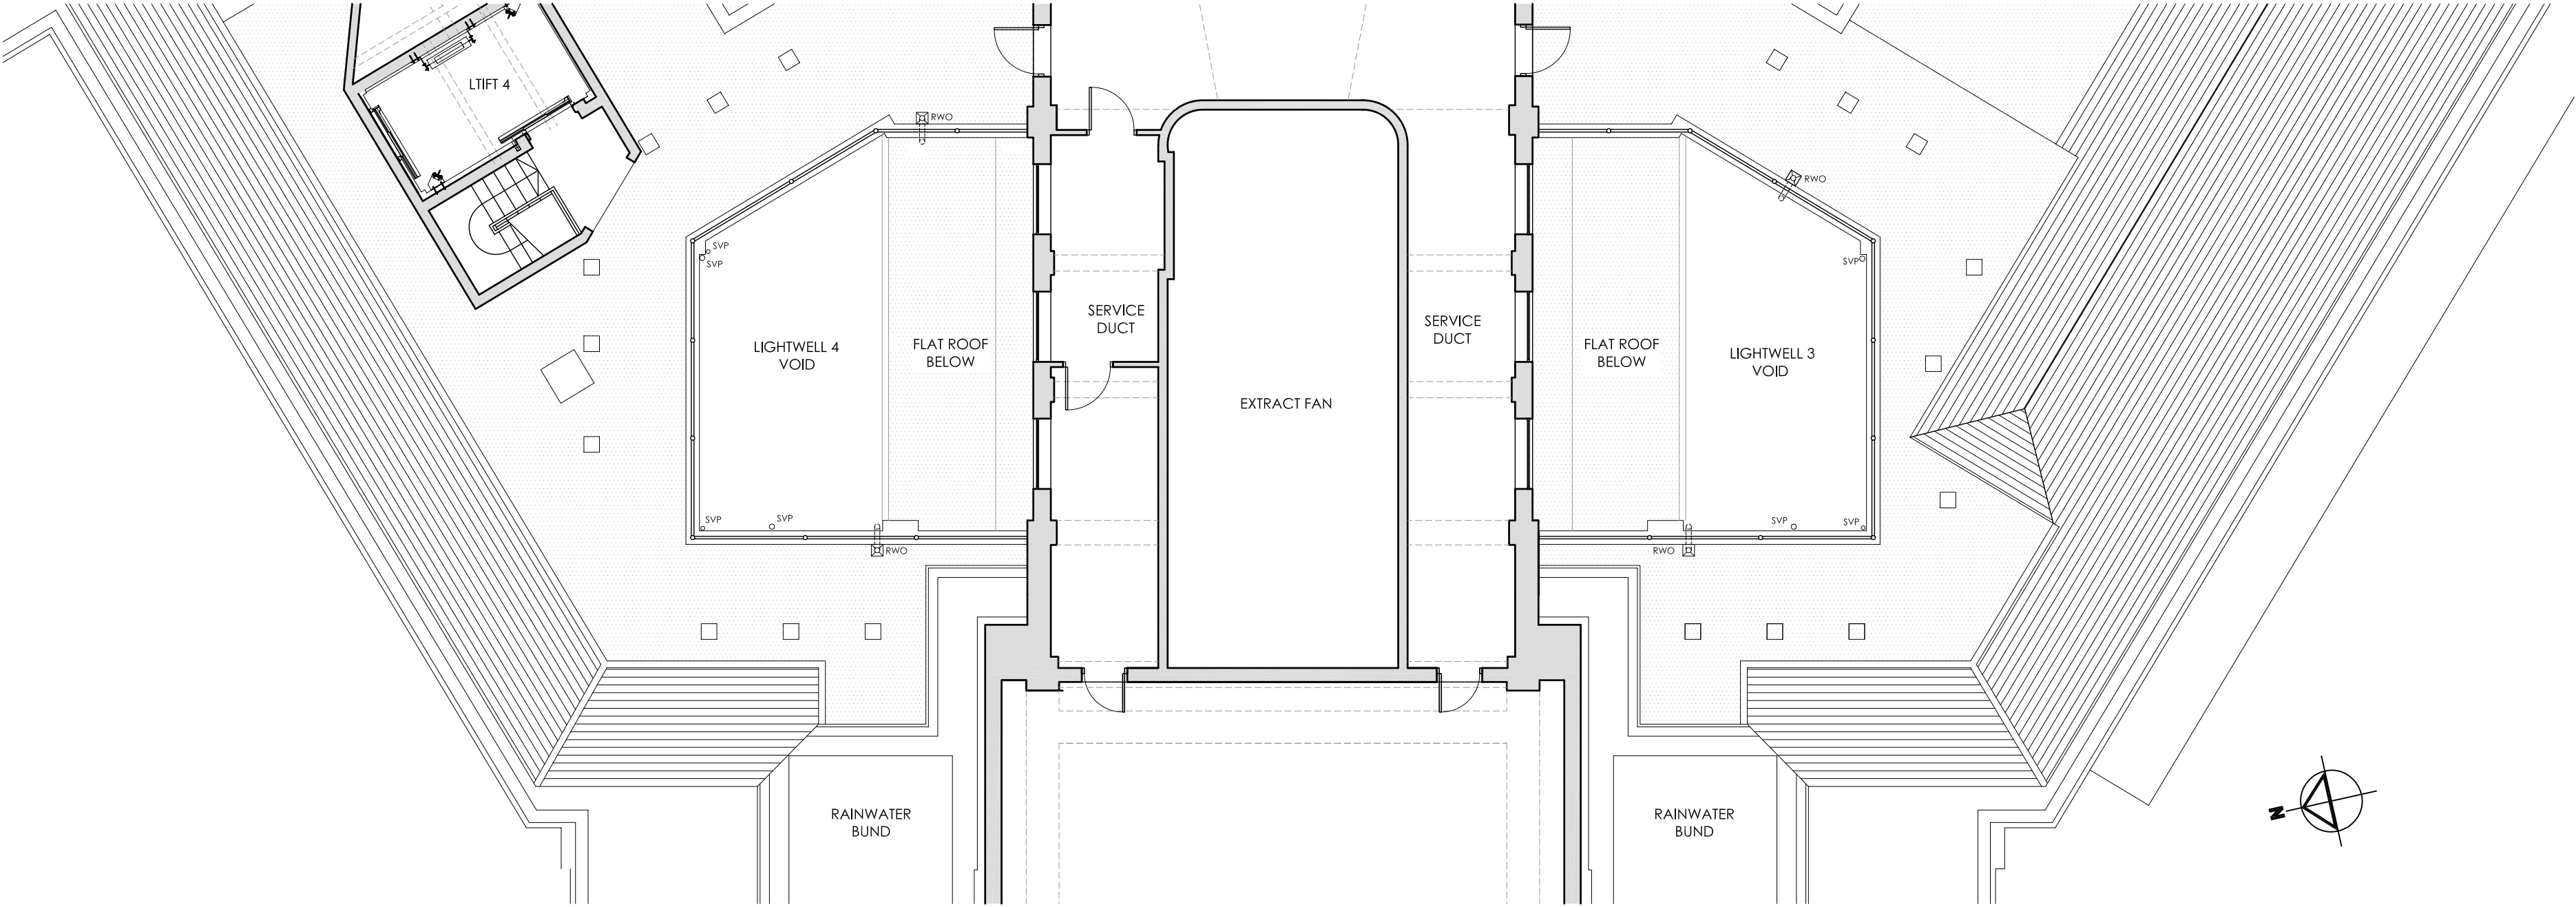 LTIFT 4
RWO
RWO
SVP
SVP
SVP
LIGHTWELL 4
VOID
FLAT ROOF
BELOW
SERVICE
DUCT
EXTRACT FAN
SERVICE
DUCT
FLAT ROOF
BELOW
LIGHTWELL 3
VOID
SVP
SVP
SVP
SVP
RWO
RWO
RAINWATER
BUND
RAINWATER
BUND
N